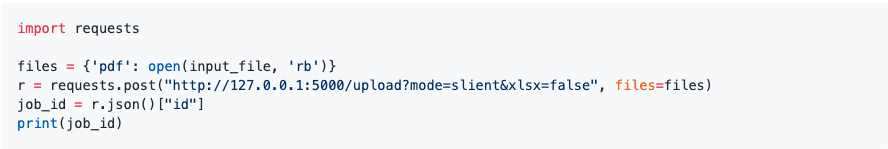 import requests

files = {'pdf': open(input_file, 'rb')}
r = requests.post("http://127.0.0.1:5000/upload?mode=slient&xlsx=false", files=files)
job_id = r.json()["id"]
print(job_id)